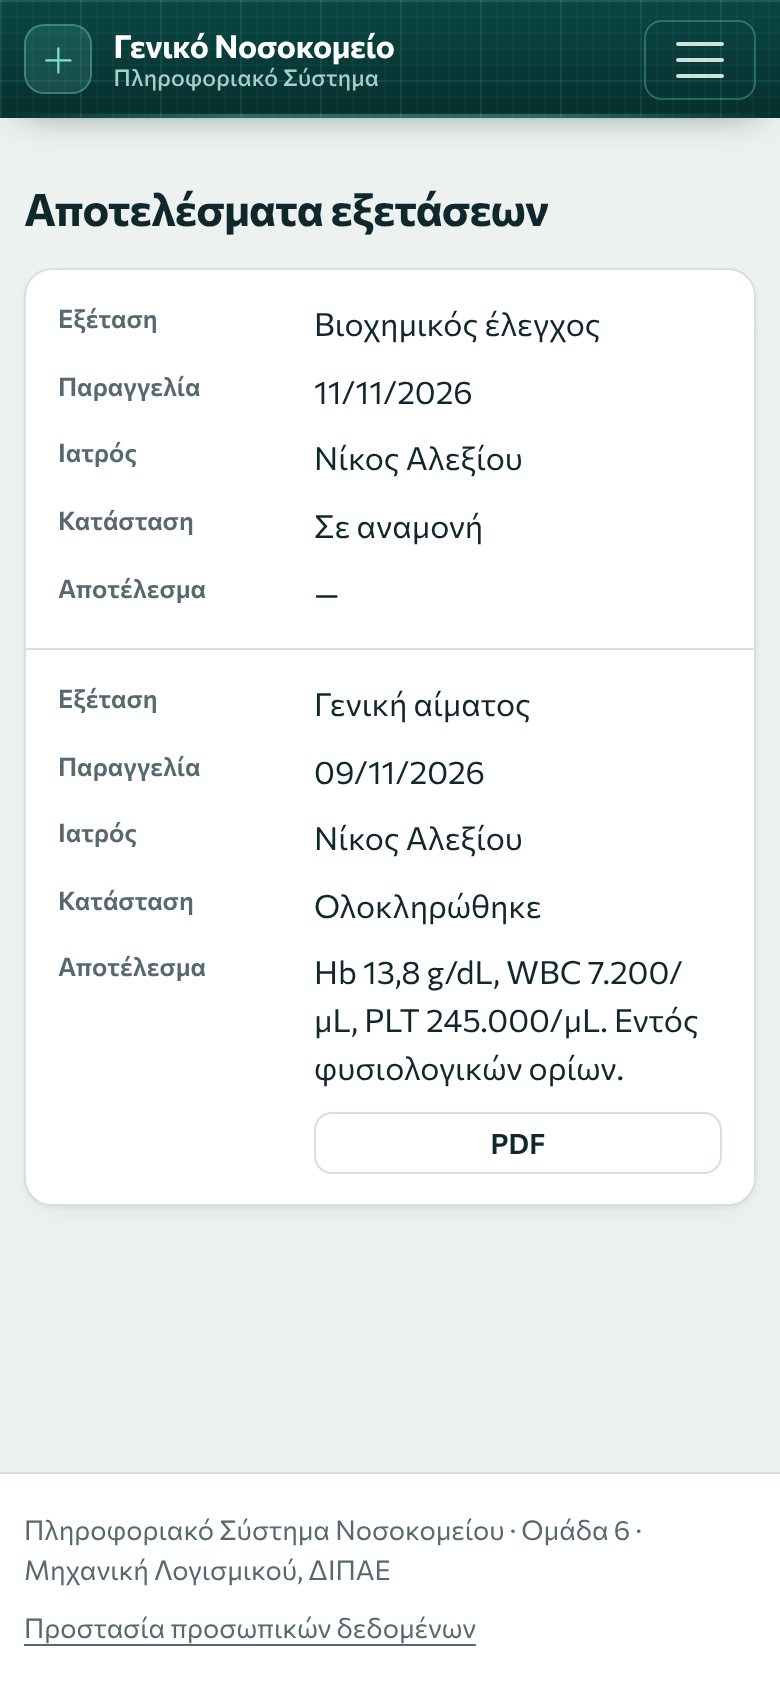 Γενικό Νοσοκομείο
Πληροφοριακό Σύστημα
Αποτελέσματα εξετάσεων
Εξέταση Βιοχημικός έλεγχος
Παραγγελία 11/11/2026
Ιατρός Νίκος Αλεξίου
Κατάσταση Σε αναμονή
Αποτέλεσμα —
Εξέταση Γενική αίματος
Παραγγελία 09/11/2026
Ιατρός Νίκος Αλεξίου
Κατάσταση Ολοκληρώθηκε
Αποτέλεσμα Hb 13,8 g/dL, WBC 7.200/
μL, PLT 245.000/μL. Εντός
φυσιολογικών ορίων.
PDF
Πληροφοριακό Σύστημα Νοσοκομείου · Ομάδα 6 ·
Μηχανική Λογισμικού, ΔΙΠΑΕ
Προστασία προσωπικών δεδομένων